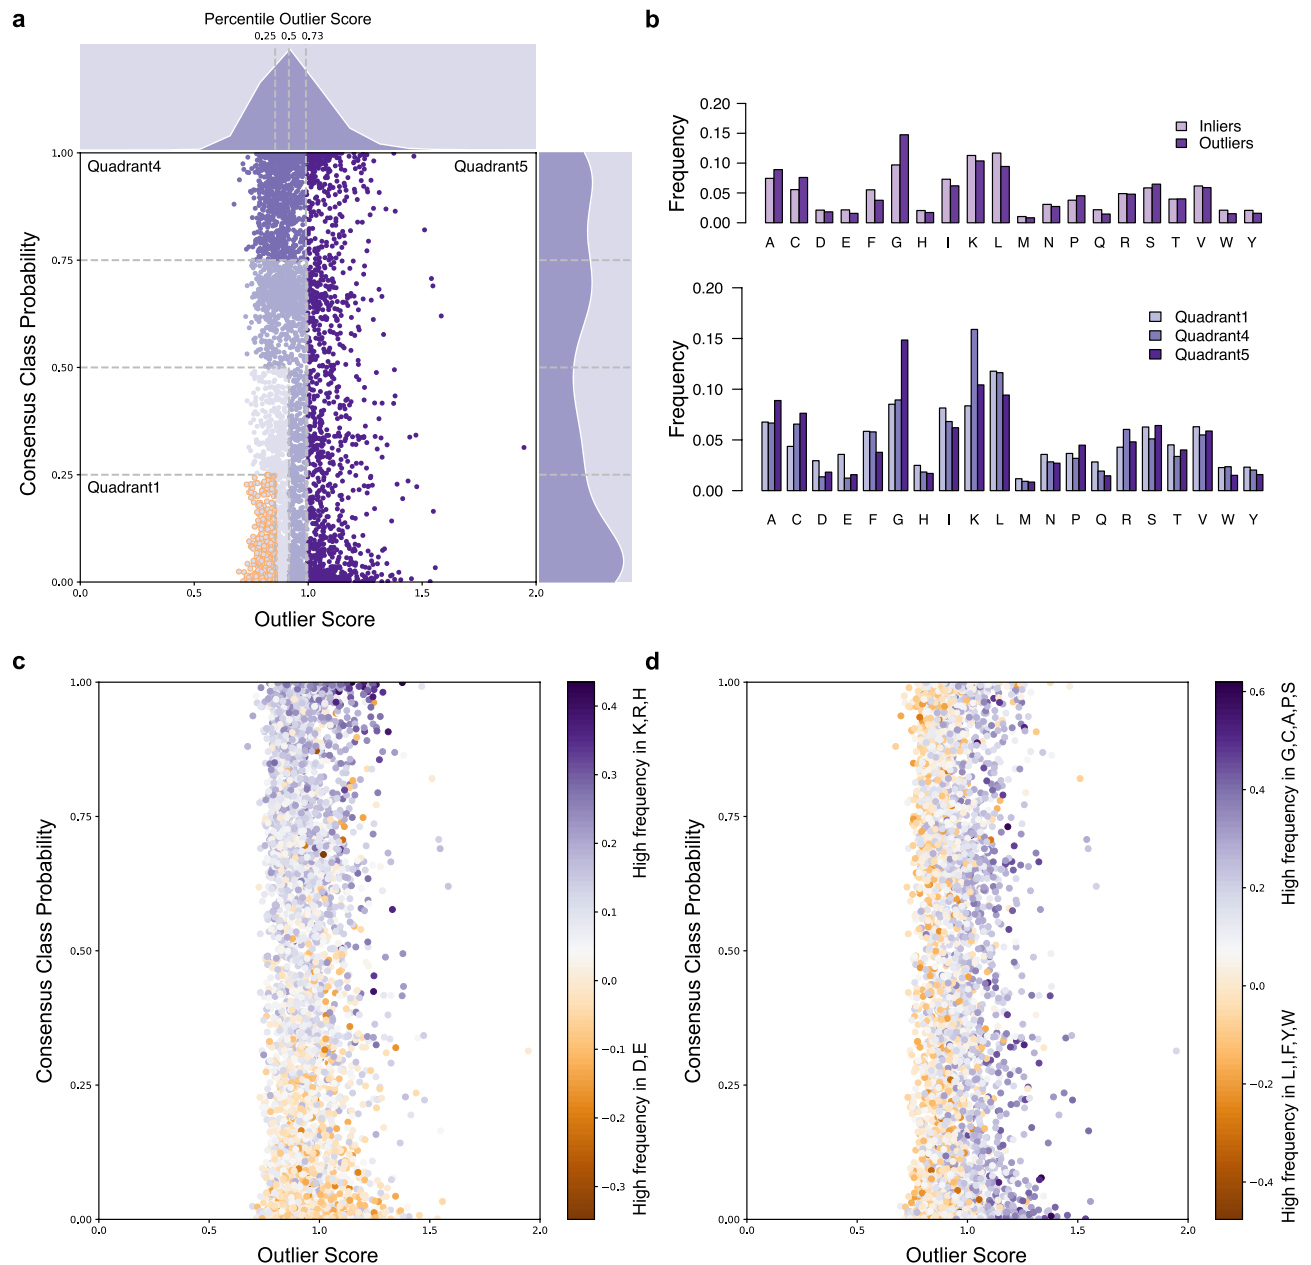 a
Percentile Outlier Score
0.25 0.5 0.73
Quadrant4
Quadrant5
Quadrant1
1.00
0.75
0.50
0.25
0.00
Consensus Class Probability
0.0 0.5 1.0 1.5 2.0
Outlier Score
b
0.20
0.15
0.10
0.05
0.00
Frequency
Inliers
Outliers
A C D E F G H I K L M N P Q R S T V W Y
0.20
0.15
0.10
0.05
0.00
Frequency
Quadrant1
Quadrant4
Quadrant5
A C D E F G H I K L M N P Q R S T V W Y
c
1.00
0.75
0.50
0.25
0.00
Consensus Class Probability
0.0 0.5 1.0 1.5 2.0
Outlier Score
0.4
0.3
0.2
0.1
0.0
−0.1
−0.2
−0.3
High frequency in K,R,H
High frequency in D,E
d
1.00
0.75
0.50
0.25
0.00
Consensus Class Probability
0.0 0.5 1.0 1.5 2.0
Outlier Score
0.6
0.4
0.2
0.0
−0.2
−0.4
High frequency in G,C,A,P,S
High frequency in L,I,F,Y,W